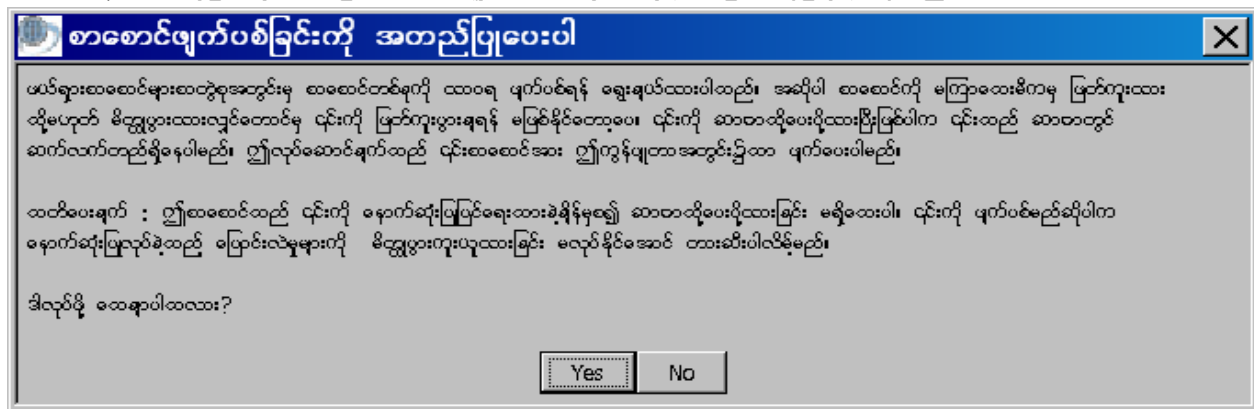 စာစောင်ဖျက်ပစ်ခြင်းကို အတည်ပြုပေးပါ
ဖယ်ရှားစာစောင်များစာတွဲစုအတွင်းမှ စာစောင်တစ်ခုကို သာဝရ ဖျက်ပစ်ရန် ရွေးချယ်ထားပါသည်။ အဆိုပါ စာစောင်ကို မကြာသေးမီကမှ ဖြတ်ကူးထား
သို့မဟုတ် မိတ္တူပွားထားလျှင်တောင်မှ ၎င်းကို ဖြတ်ကူးပွားချရန် မဖြစ်နိုင်တော့ပေ။ ၎င်းကို ဆာဗာသို့ပေးပို့ထားပြီးဖြစ်ပါက ၎င်းသည် ဆာဗာတွင်
ဆက်လက်တည်ရှိနေပါမည်။ ဤလုပ်ဆောင်ချက်သည် ၎င်းစာစောင်အား ဤကွန်ပျူတာအတွင်း၌သာ ဖျက်ပေးပါမည်။
သတိပေးချက် : ဤစာစောင်သည် ၎င်းကို နောက်ဆုံးပြုပြင်ရေးသားခဲ့ချိန်မှစ၍ ဆာဗာသို့ပေးပို့ထားခြင်း မရှိသေးပါ။ ၎င်းကို ဖျက်ပစ်မည်ဆိုပါက
နောက်ဆုံးပြုလုပ်ခဲ့သည့် ပြောင်းလဲမှုများကို မိတ္တူပွားကူးယူထားခြင်း မလုပ်နိုင်အောင် တားဆီးပါလိမ့်မည်။
ဒါလုပ်ဖို့ သေချာပါသလား?
Yes No